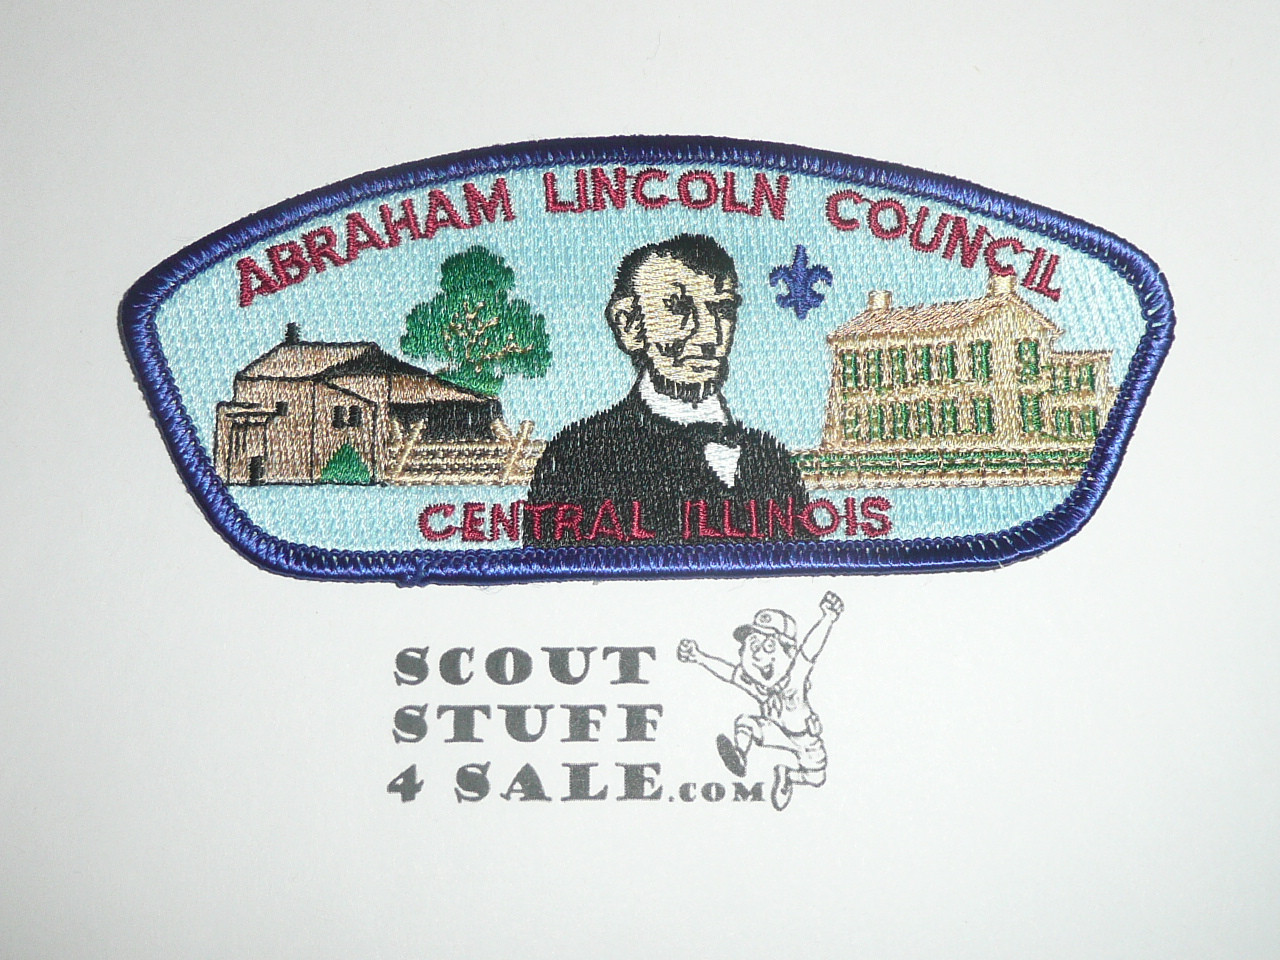 ABRAHAM LINCOLN COUNCIL
CENTRAL ILLINOIS
SCOUT
STUFF
4 SALE.COM